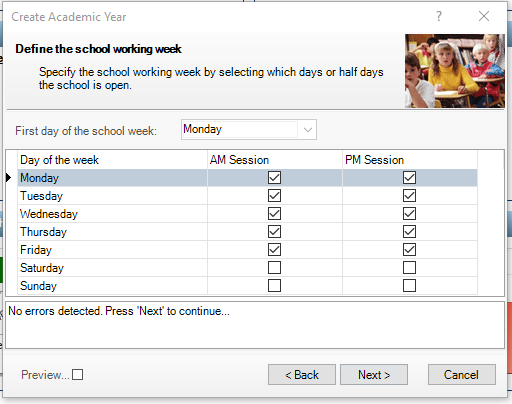 Create Academic Year
?
Define the school working week
Specify the school working week by selecting which days or half days
the school is open.
First day of the school week: Monday
Day of the week AM Session PM Session
Monday
Tuesday
Wednesday
Thursday
Friday
Saturday
Sunday
No errors detected. Press 'Next' to continue...
Preview... < Back Next > Cancel